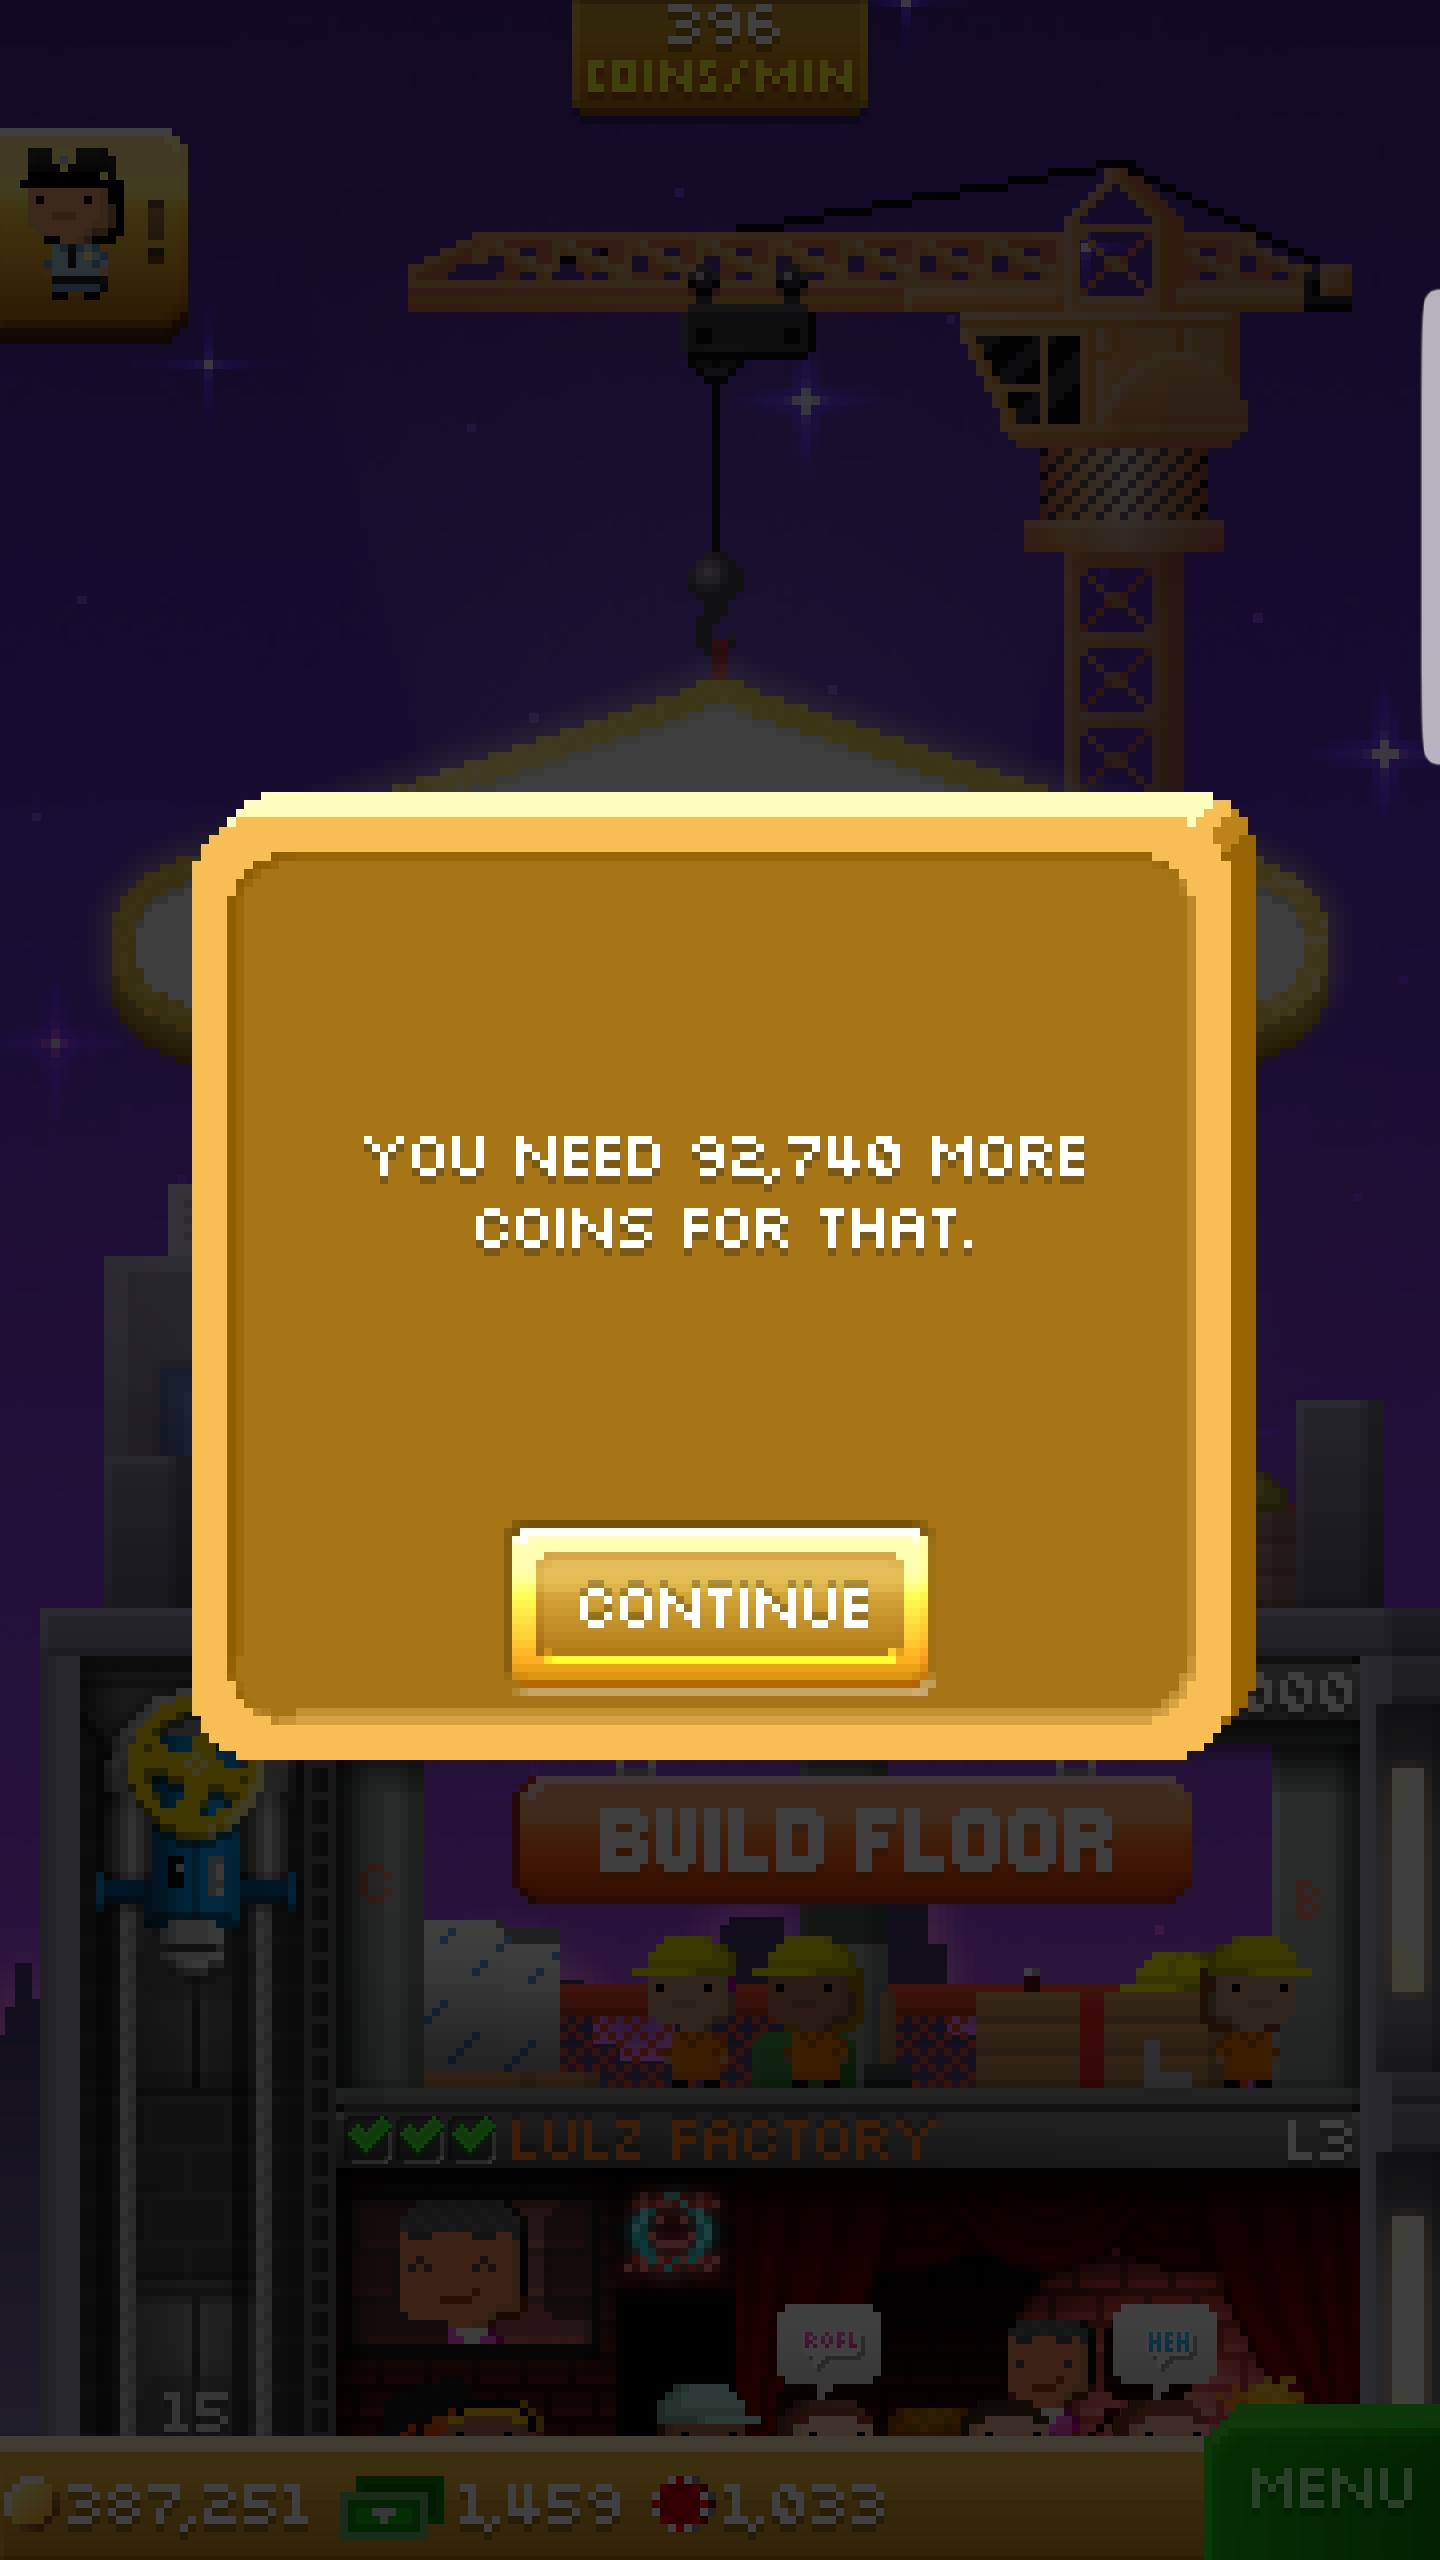 396
COINS/MIN
!
YOU NEED 92,740 MORE
COINS FOR THAT.
CONTINUE
000
BUILD FLOOR
C
B
LULZ FACTORY
L3
ROFL
HEH
15
387,251 1,459 1,033
MENU